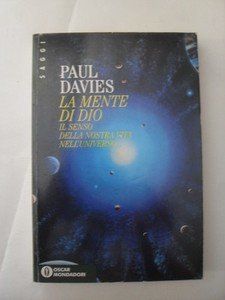 SAGGI
PAUL
DAVIES
LA MENTE
DI DIO
IL SENSO
DELLA NOSTRA VITA
NELL'UNIVERSO
OSCAR
MONDADORI